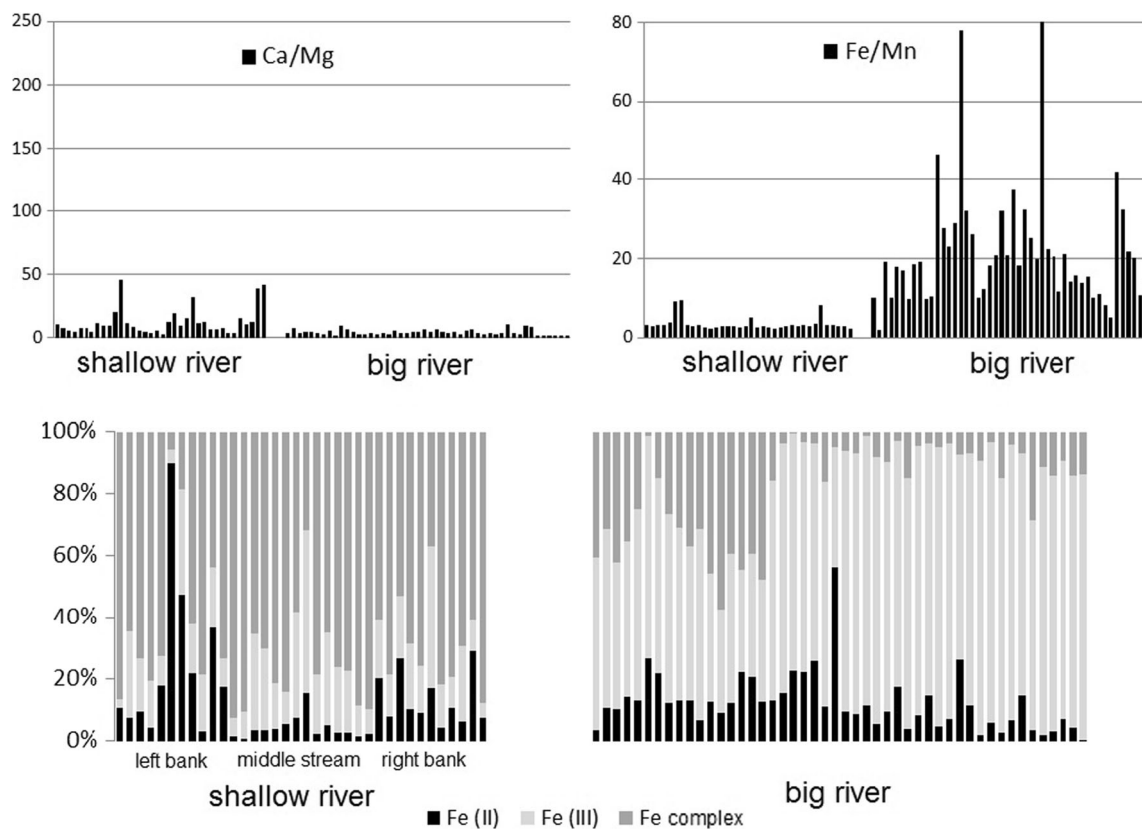 250
200
150
100
50
0
Ca/Mg
shallow river
big river
80
60
40
20
0
Fe/Mn
shallow river
big river
100%
80%
60%
40%
20%
0%
left bank middle stream right bank
shallow river
big river
Fe (II) Fe (III) Fe complex